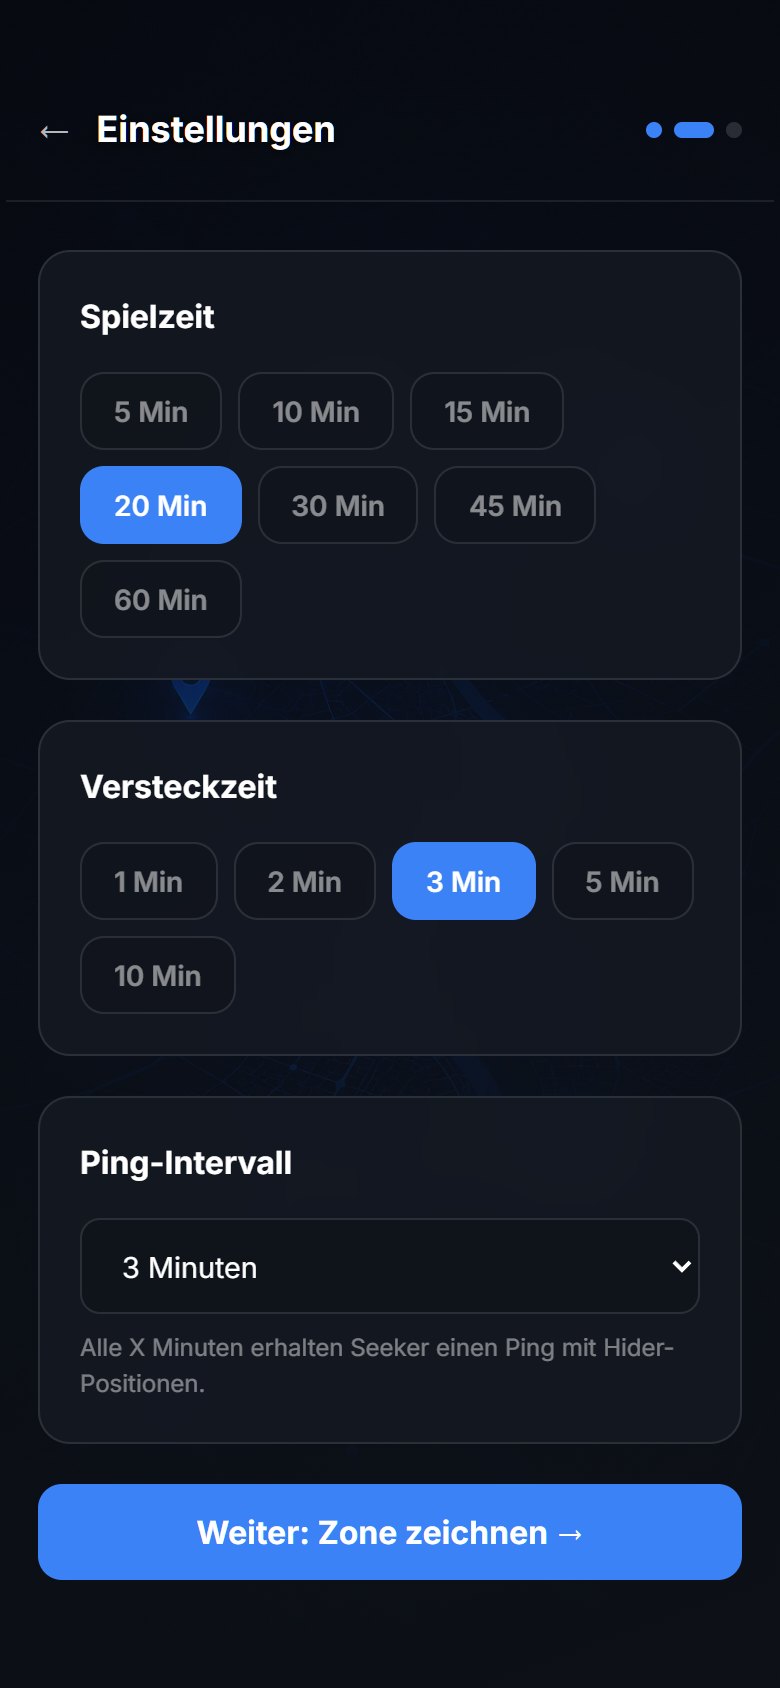 ← Einstellungen
Spielzeit
5 Min 10 Min 15 Min
20 Min 30 Min 45 Min
60 Min
Versteckzeit
1 Min 2 Min 3 Min 5 Min
10 Min
Ping-Intervall
3 Minuten
Alle X Minuten erhalten Seeker einen Ping mit Hider-
Positionen.
Weiter: Zone zeichnen →